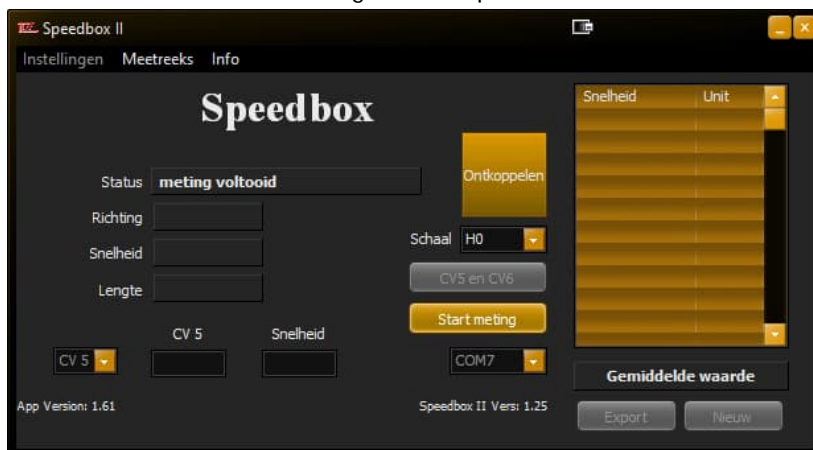 Speedbox II
Instellingen Meetreeks Info
Speedbox
Status meting voltooid
Richting
Snelheid
Lengte
CV 5 Snelheid
CV 5
App Version: 1.61
Ontkoppelen
Schaal H0
CV5 en CV6
Start meting
COM7
Speedbox II Vers: 1.25
Snelheid Unit
Gemiddelde waarde
Export Nieuw